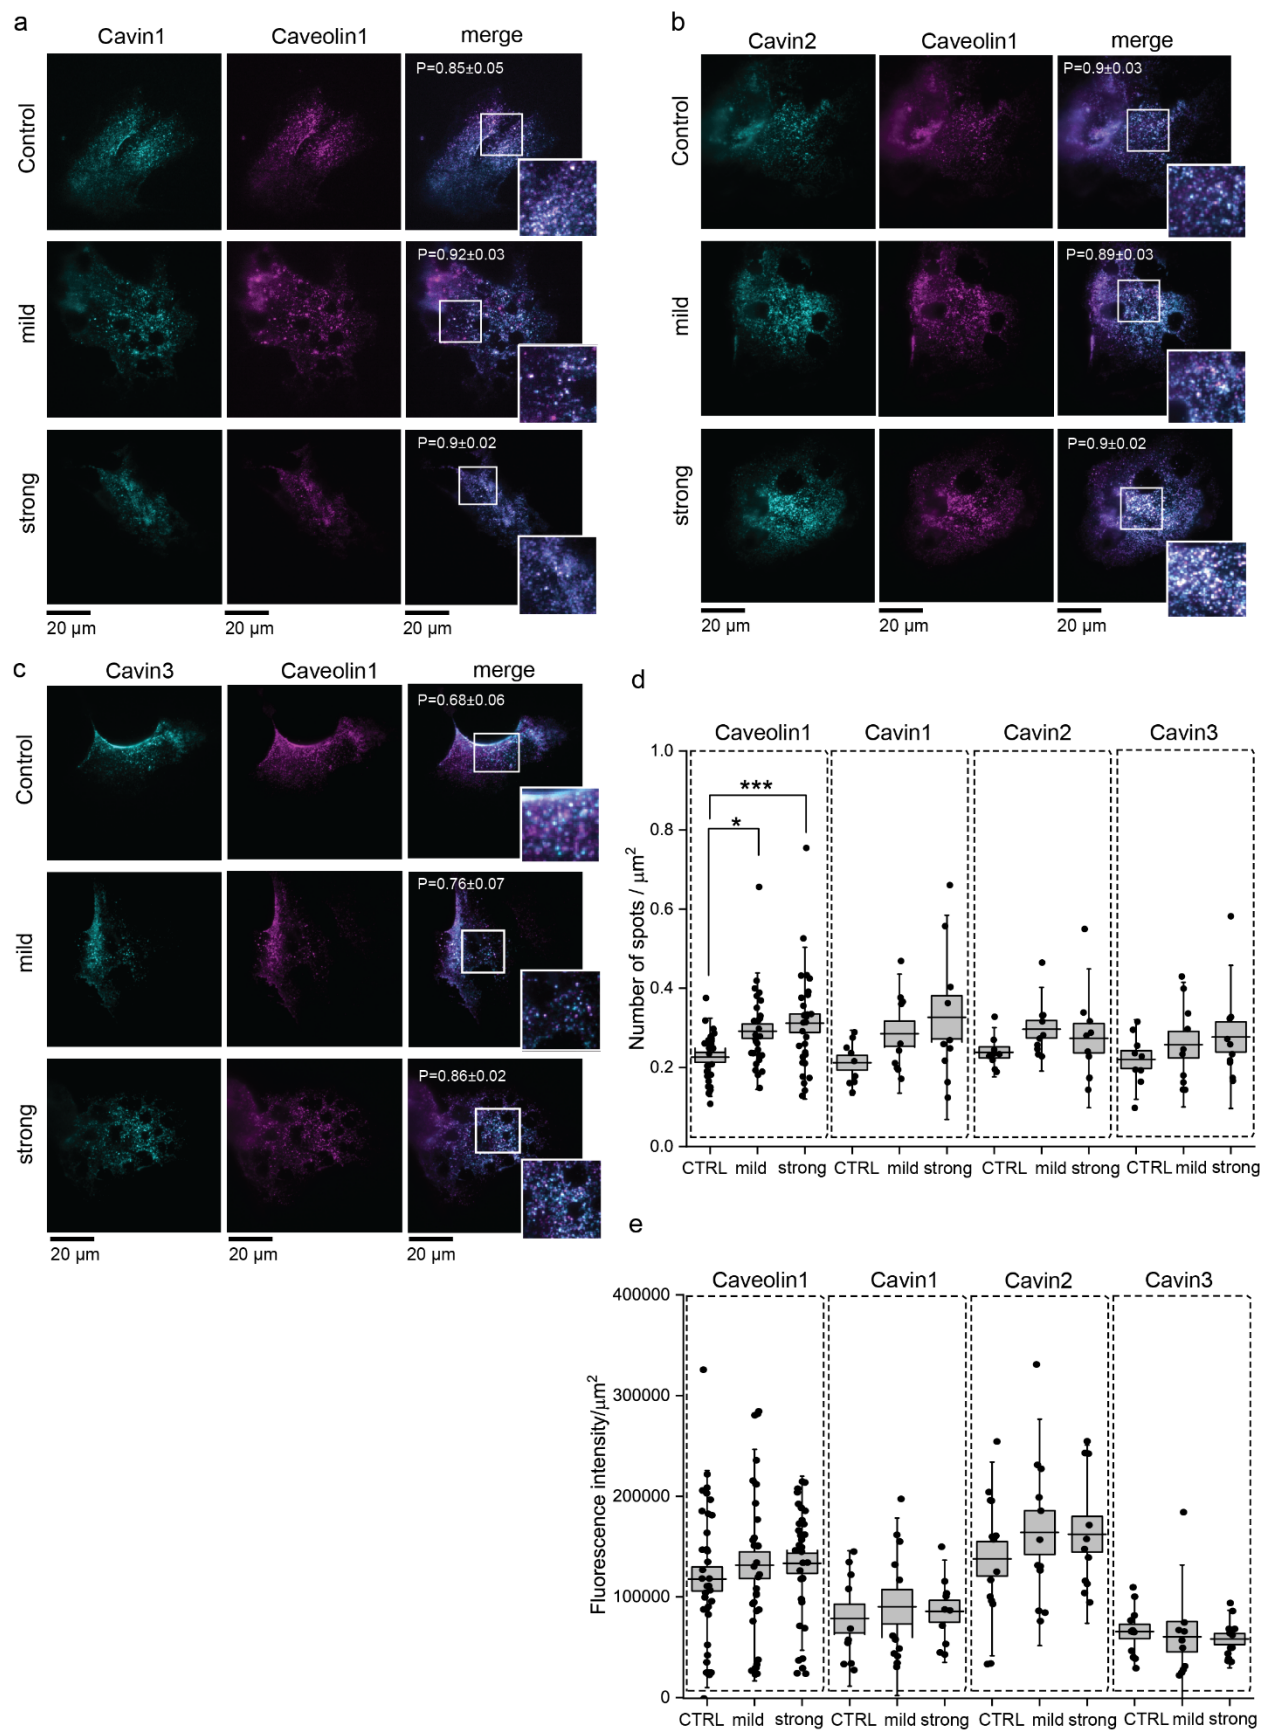 a
Cavin1 Caveolin1 merge
Control
P=0.85±0.05
mild
P=0.92±0.03
strong
P=0.9±0.02
20 µm 20 µm 20 µm
b
Cavin2 Caveolin1 merge
Control
P=0.9±0.03
mild
P=0.89±0.03
strong
P=0.9±0.02
20 µm 20 µm 20 µm
c
Cavin3 Caveolin1 merge
Control
P=0.68±0.06
mild
P=0.76±0.07
strong
P=0.86±0.02
20 µm 20 µm 20 µm
d
Caveolin1 Cavin1 Cavin2 Cavin3
Number of spots / µm²
1.0
0.8
0.6
0.4
0.2
0.0
***
*
CTRL mild strong CTRL mild strong CTRL mild strong CTRL mild strong
e
Caveolin1 Cavin1 Cavin2 Cavin3
Fluorescence intensity/µm²
400000
300000
200000
100000
0
CTRL mild strong CTRL mild strong CTRL mild strong CTRL mild strong